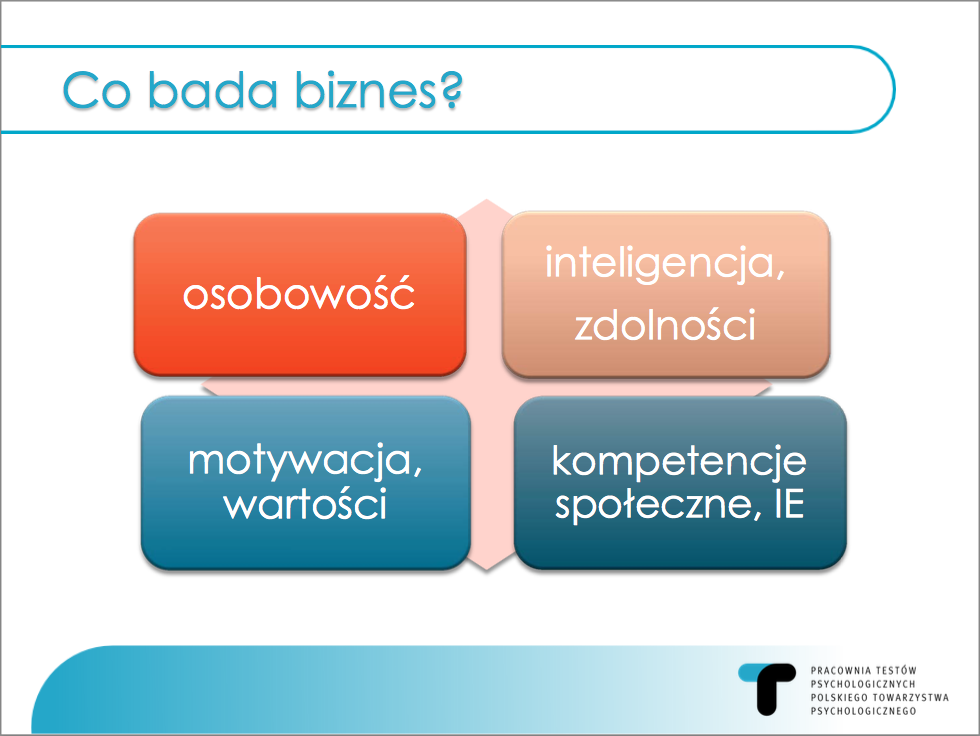 Co bada biznes?
osobowość
inteligencja,
zdolności
motywacja,
wartości
kompetencje
społeczne, IE
PRACOWNIA TESTÓW
PSYCHOLOGICZNYCH
POLSKIEGO TOWARZYSTWA
PSYCHOLOGICZNEGO